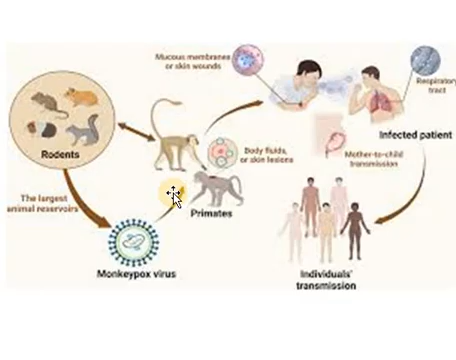 Mucous membranes
or skin wounds
Respiratory
tract
Infected patient
Rodents
Body fluids,
or skin lesions
Mother-to-child
transmission
The largest
animal reservoirs
Primates
Monkeypox virus
Individuals'
transmission